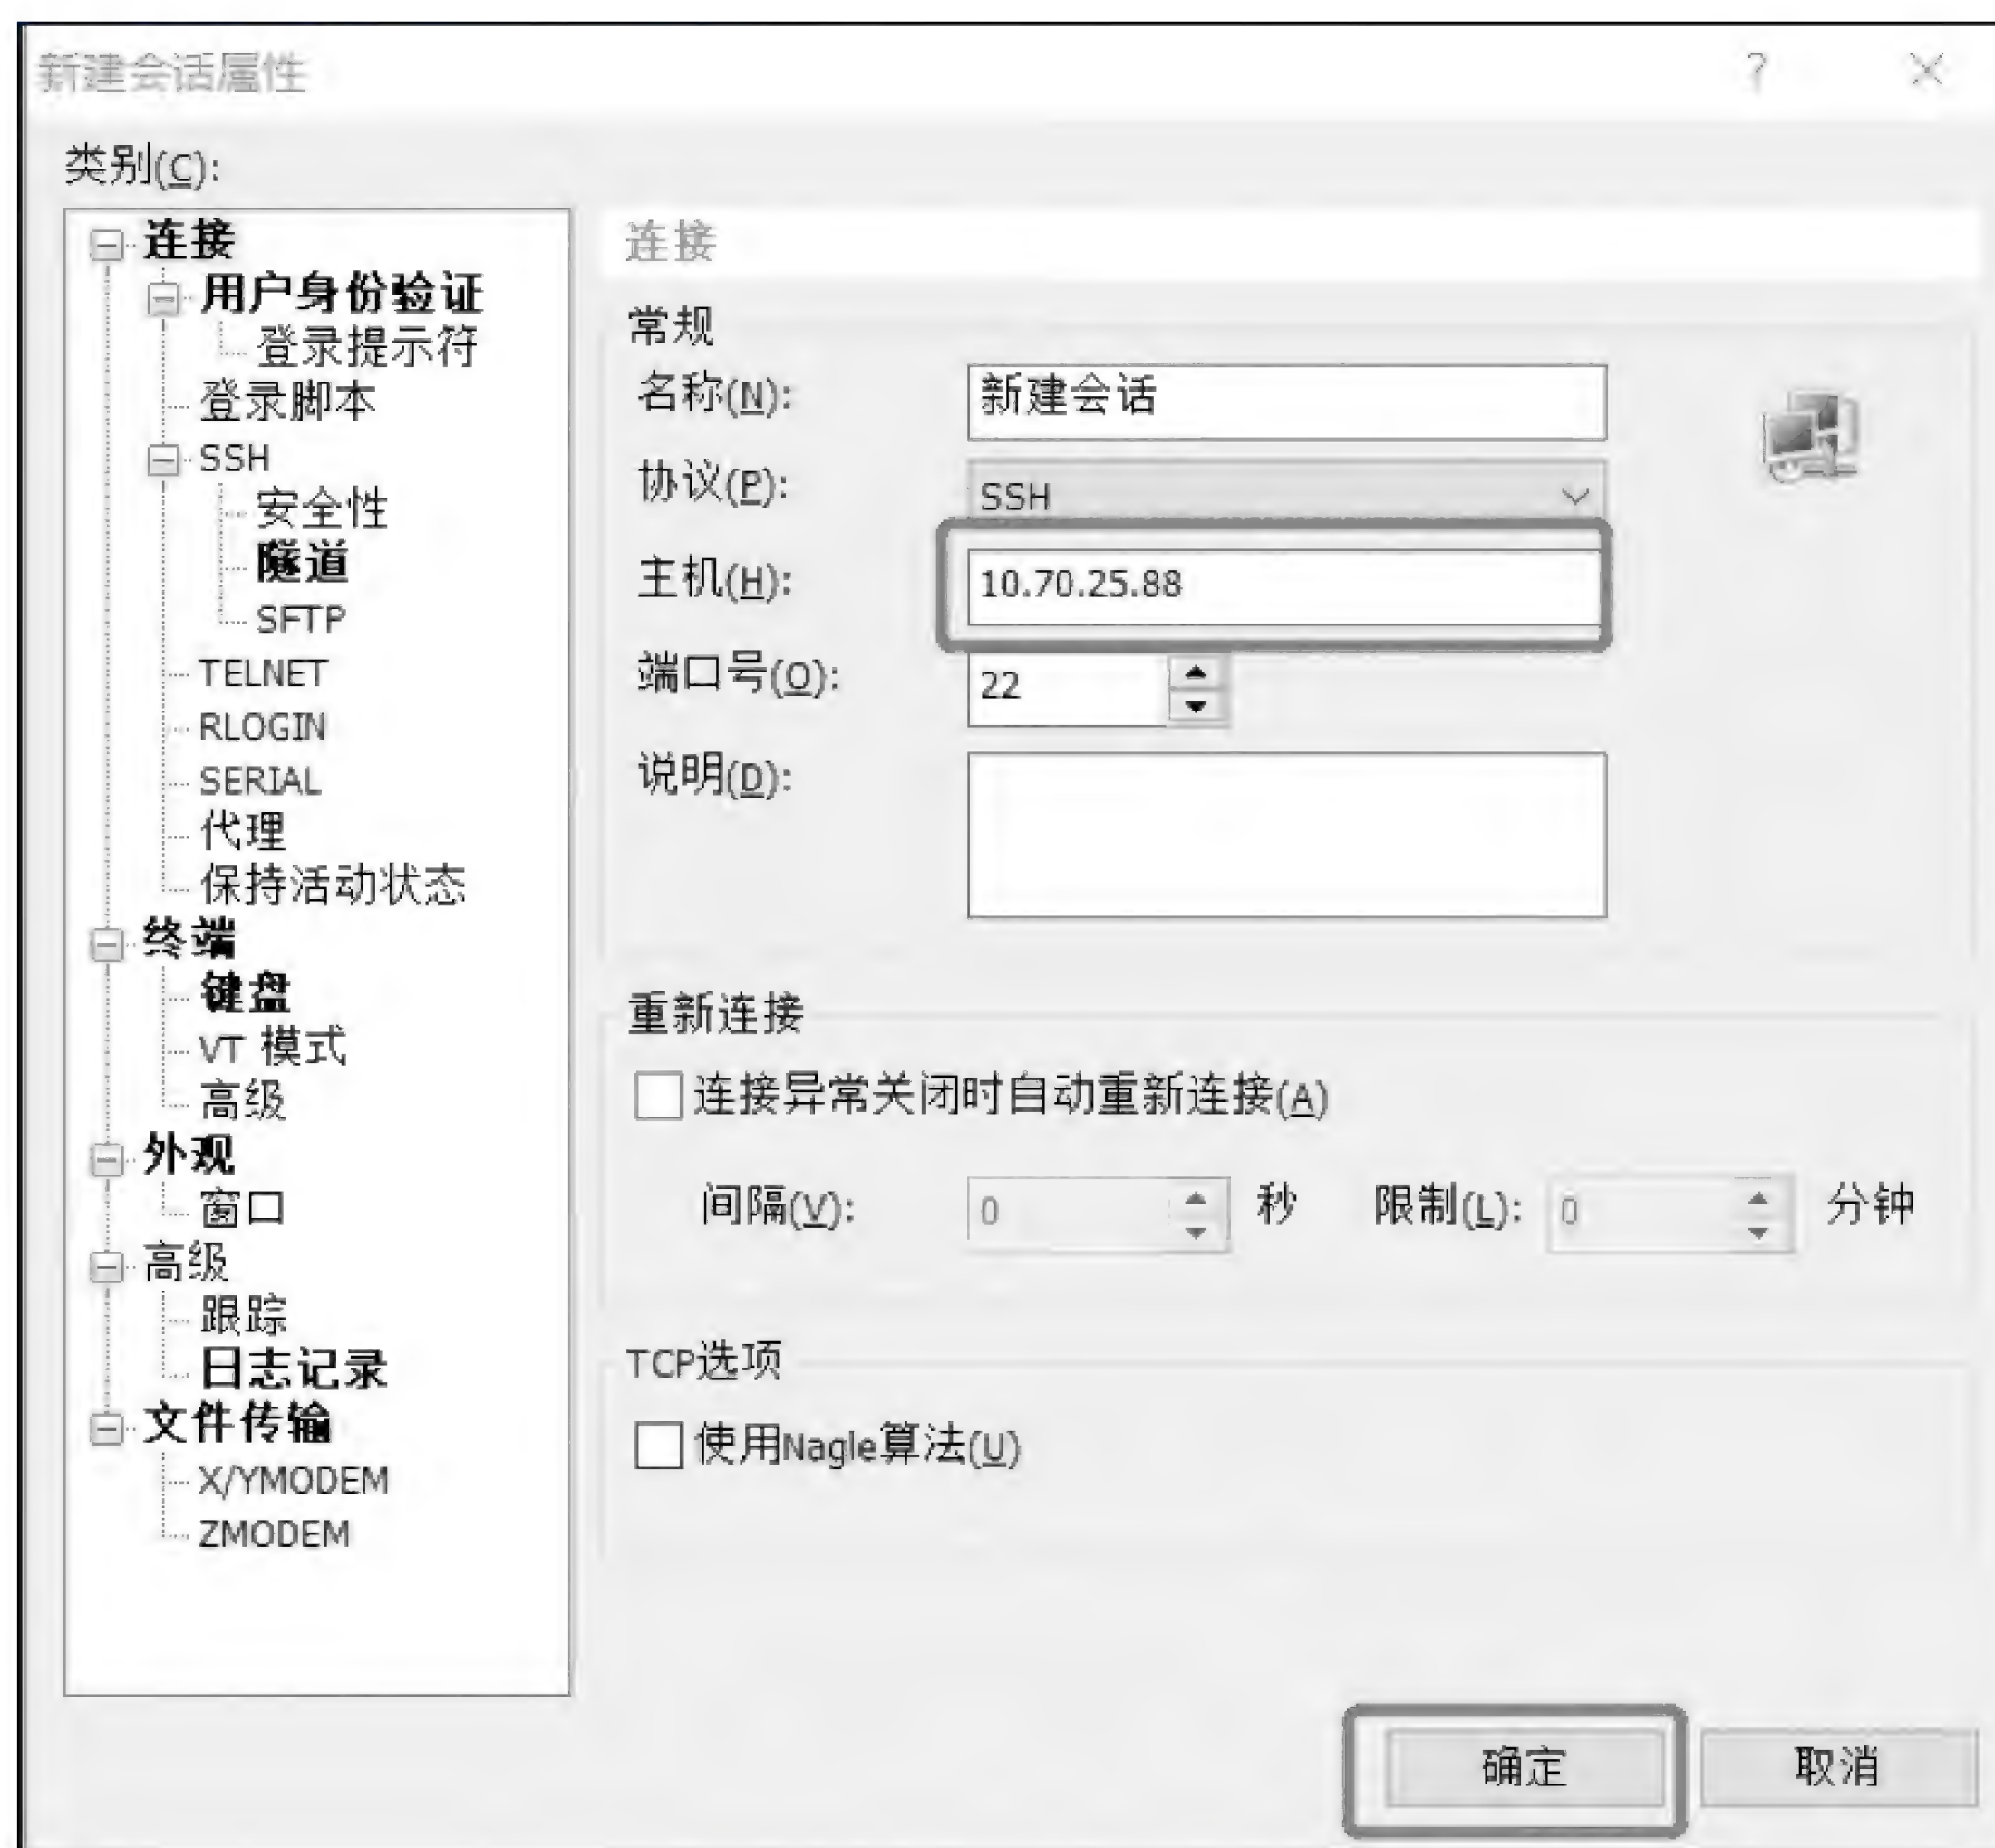 新建会话属性
类别(C):
连接
用户身份验证
登录提示符
登录脚本
SSH
安全性
隧道
SFTP
TELNET
RLOGIN
SERIAL
代理
保持活动状态
终端
键盘
VT 模式
高级
外观
窗口
高级
跟踪
日志记录
文件传输
X/YMODEM
ZMODEM
连接
常规
名称(N): 新建会话
协议(P): SSH
主机(H): 10.70.25.88
端口号(O): 22
说明(D):
重新连接
连接异常关闭时自动重新连接(A)
间隔(V): 0 秒 限制(L): 0 分钟
TCP选项
使用Nagle算法(U)
确定 取消